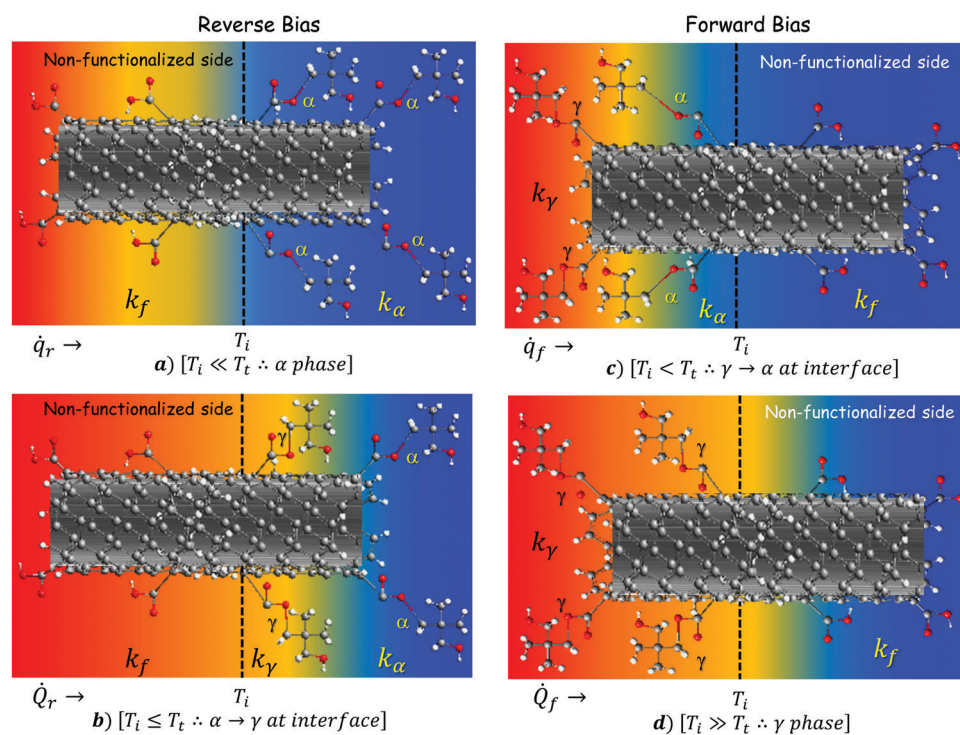 Reverse Bias
Forward Bias
Non-functionalized side
α
α
α
α
k_f
k_α
q̇_r →
T_i
a) [T_i ≪ T_t ∴ α phase]
Non-functionalized side
γ
α
γ
k_γ
α
k_α
k_f
q̇_f →
T_i
c) [T_i < T_t ∴ γ → α at interface]
Non-functionalized side
γ
α
γ
α
k_f
k_γ
k_α
Q̇_r →
T_i
b) [T_i ≤ T_t ∴ α → γ at interface]
Non-functionalized side
γ
γ
k_γ
γ
γ
k_f
Q̇_f →
T_i
d) [T_i ≫ T_t ∴ γ phase]